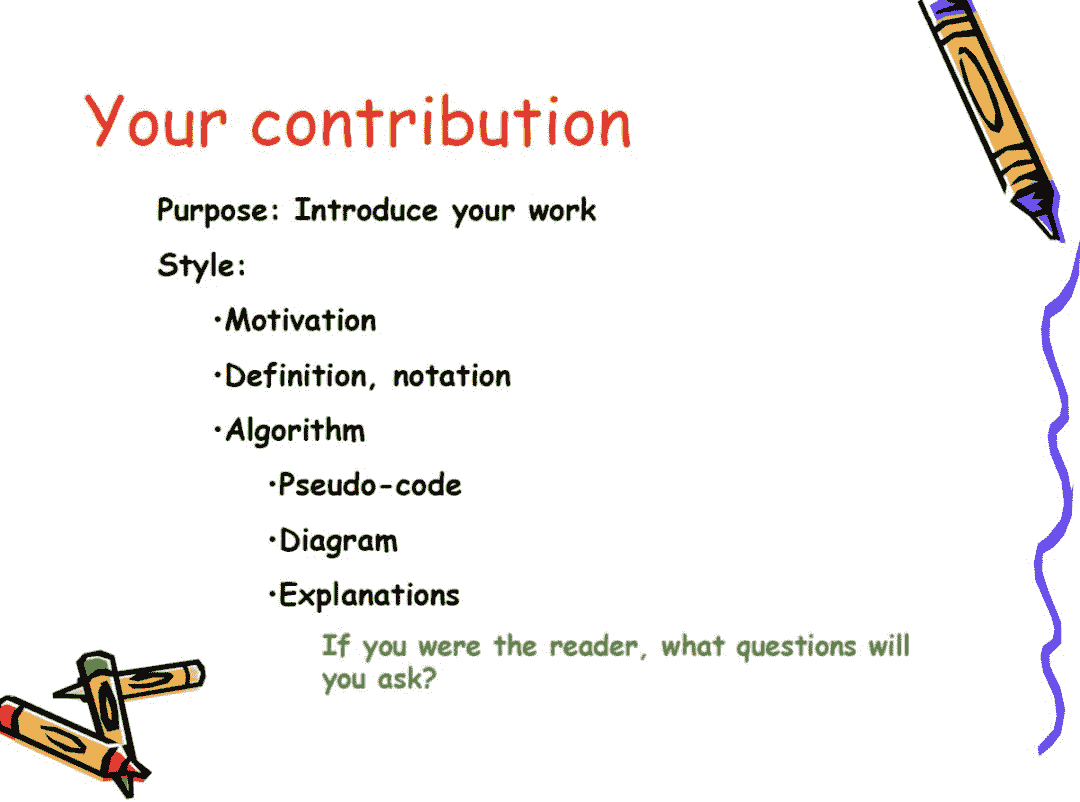 Your contribution
Purpose: Introduce your work
Style:
·Motivation
·Definition, notation
·Algorithm
·Pseudo-code
·Diagram
·Explanations
If you were the reader, what questions will
you ask?